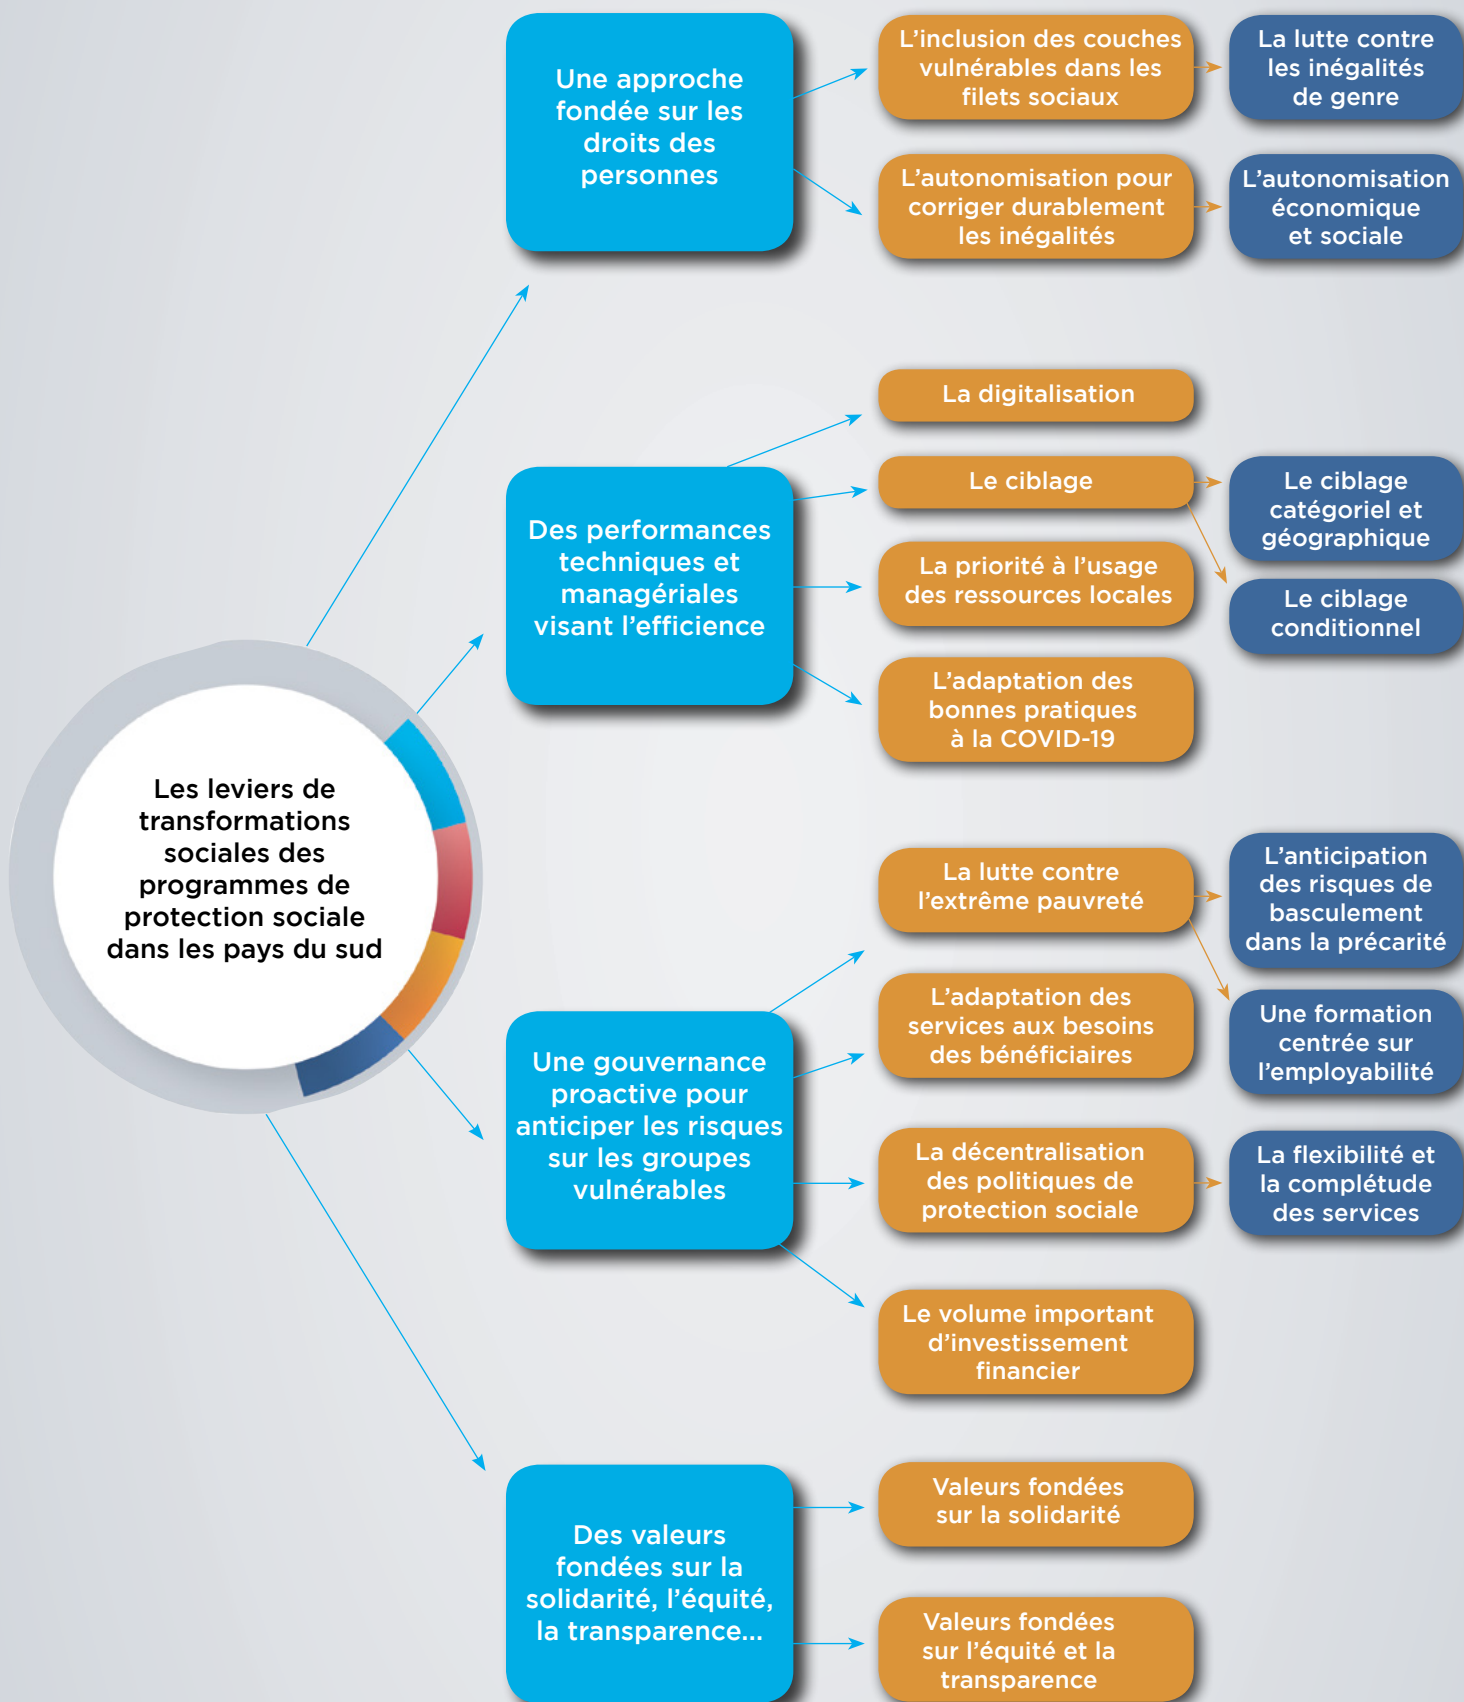 Les leviers de
transformations
sociales des
programmes de
protection sociale
dans les pays du sud
Une approche
fondée sur les
droits des
personnes
L'inclusion des couches
vulnérables dans les
filets sociaux
La lutte contre
les inégalités
de genre
L'autonomisation pour
corriger durablement
les inégalités
L'autonomisation
économique
et sociale
Des performances
techniques et
managériales
visant l'efficience
La digitalisation
Le ciblage
Le ciblage
catégoriel et
géographique
Le ciblage
conditionnel
La priorité à l'usage
des ressources locales
L'adaptation des
bonnes pratiques
à la COVID-19
Une gouvernance
proactive pour
anticiper les risques
sur les groupes
vulnérables
La lutte contre
l'extrême pauvreté
L'anticipation
des risques de
basculement
dans la précarité
Une formation
centrée sur
l'employabilité
L'adaptation des
services aux besoins
des bénéficiaires
La décentralisation
des politiques de
protection sociale
La flexibilité et
la complétude
des services
Le volume important
d'investissement
financier
Des valeurs
fondées sur la
solidarité, l'équité,
la transparence...
Valeurs fondées
sur la solidarité
Valeurs fondées
sur l'équité et la
transparence